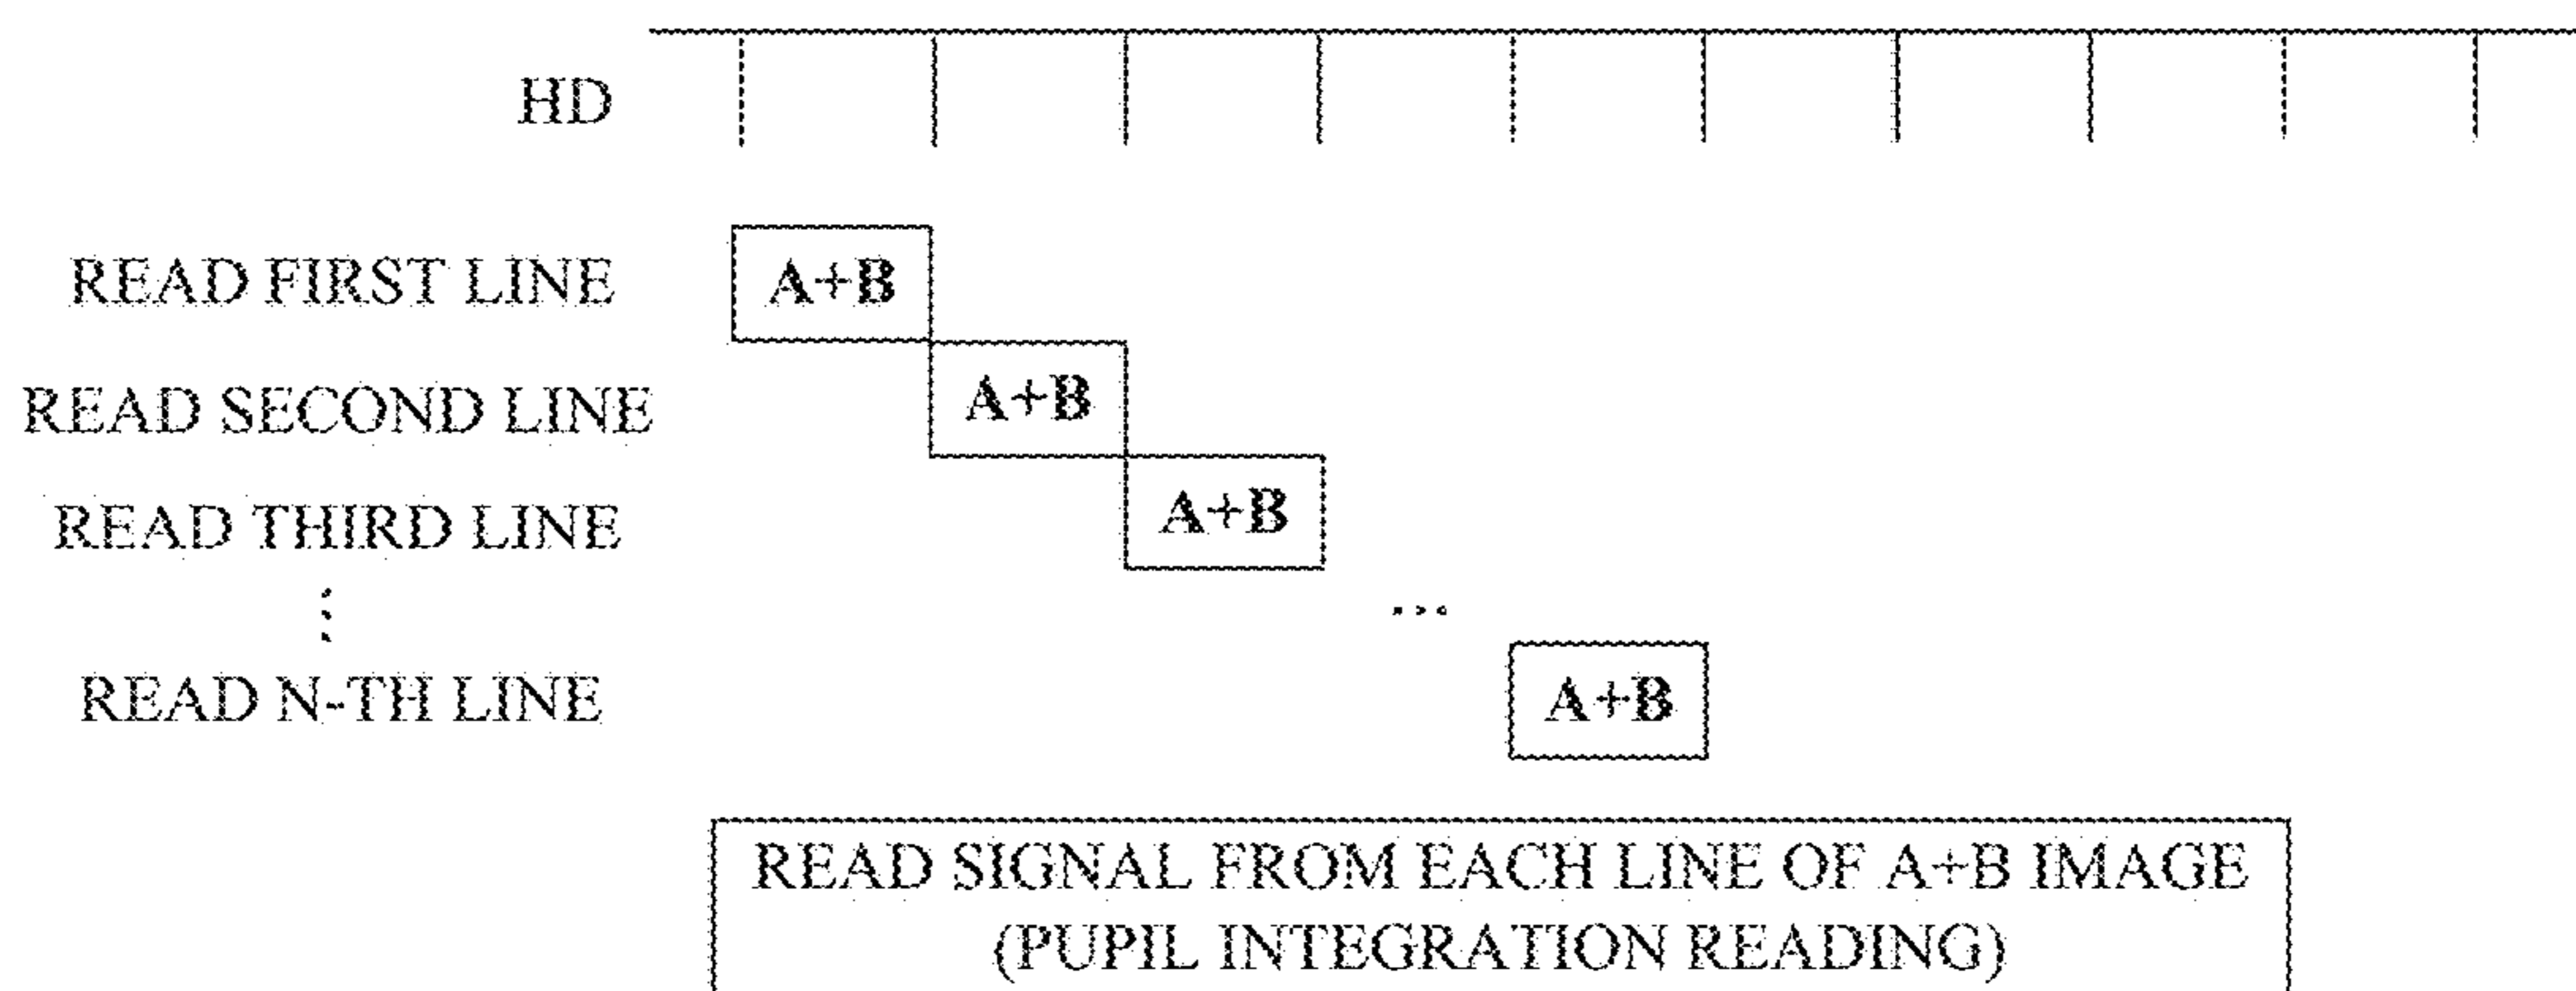 HD
READ FIRST LINE
A+B
READ SECOND LINE
A+B
READ THIRD LINE
A+B
⋮
...
READ N-TH LINE
A+B
READ SIGNAL FROM EACH LINE OF A+B IMAGE
(PUPIL INTEGRATION READING)